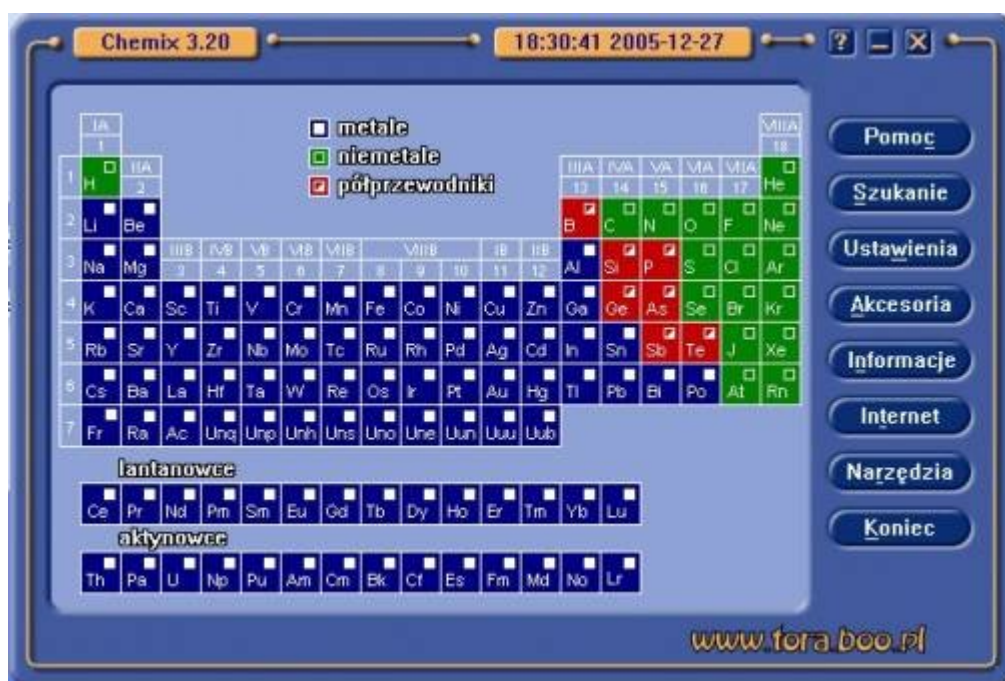 Chemix 3.20 18:30:41 2005-12-27 ?
IA VIIIA
1 18
metale
niemetale
półprzewodniki
1 H IIA IIIA IVA VA VIA VIIA He
2 13 14 15 16 17
2 Li Be B C N O F Ne
IIIB IVB VB VIB VIIB VIIIB IB IIB
3 4 5 6 7 8 9 10 11 12
3 Na Mg Al Si P S Cl Ar
4 K Ca Sc Ti V Cr Mn Fe Co Ni Cu Zn Ga Ge As Se Br Kr
5 Rb Sr Y Zr Nb Mo Tc Ru Rh Pd Ag Cd In Sn Sb Te J Xe
6 Cs Ba La Hf Ta W Re Os Ir Pt Au Hg Tl Pb Bi Po At Rn
7 Fr Ra Ac Unq Unp Unh Uns Uno Une Uun Uuu Uub
lantanowce
Ce Pr Nd Pm Sm Eu Gd Tb Dy Ho Er Tm Yb Lu
aktynowce
Th Pa U Np Pu Am Cm Bk Cf Es Fm Md No Lr
Pomoc
Szukanie
Ustawienia
Akcesoria
Informacje
Internet
Narzędzia
Koniec
www.tora.boo.pl